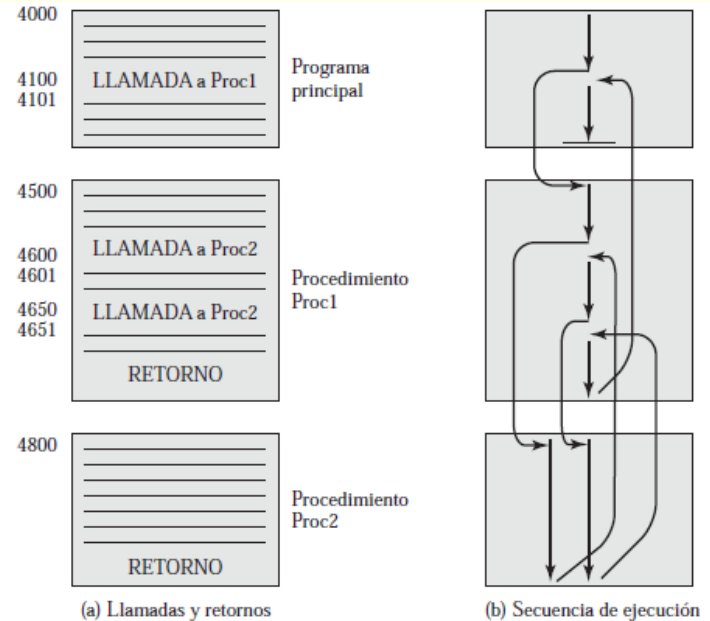 4000
4100
4101
LLAMADA a Proc1
Programa
principal
4500
4600
4601
4650
4651
LLAMADA a Proc2
LLAMADA a Proc2
RETORNO
Procedimiento
Proc1
4800
RETORNO
Procedimiento
Proc2
(a) Llamadas y retornos
(b) Secuencia de ejecución